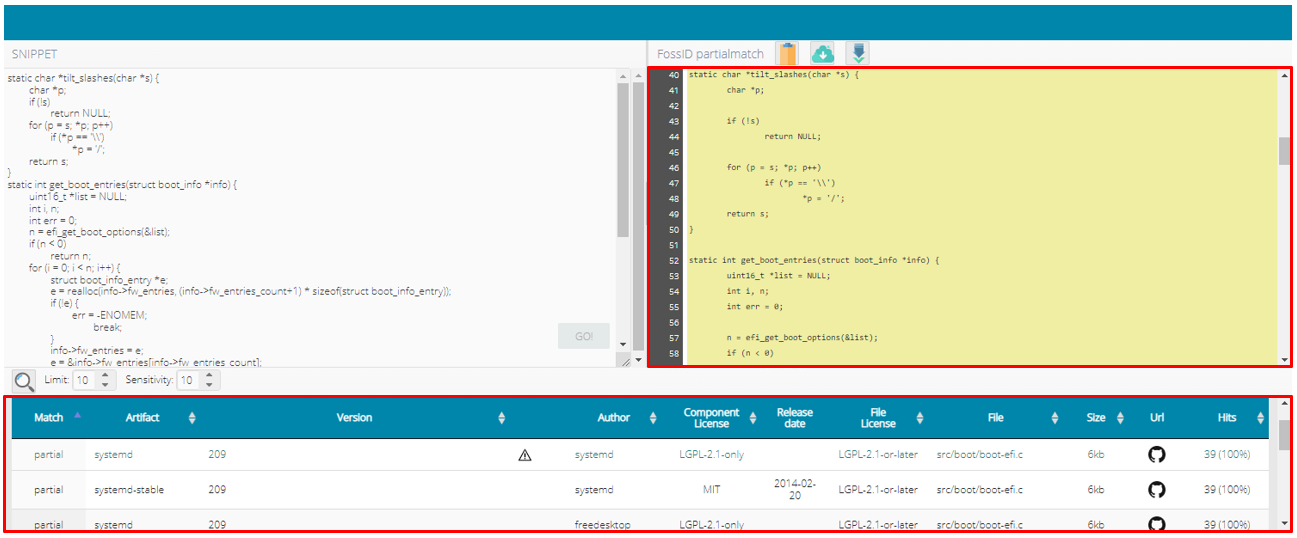 SNIPPET
FossID partialmatch
static char *tilt_slashes(char *s) {
char *p;
if (!s)
return NULL;
for (p = s; *p; p++)
if (*p == '\\')
*p = '/';
return s;
}
static int get_boot_entries(struct boot_info *info) {
uint16_t *list = NULL;
int i, n;
int err = 0;
n = efi_get_boot_options(&list);
if (n < 0)
return n;
for (i = 0; i < n; i++) {
struct boot_info_entry *e;
e = realloc(info->fw_entries, (info->fw_entries_count+1) * sizeof(struct boot_info_entry));
if (!e) {
err = -ENOMEM;
break;
}
info->fw_entries = e;
e = &info->fw_entries[info->fw_entries_count];
GO!
40 static char *tilt_slashes(char *s) {
41 char *p;
42
43 if (!s)
44 return NULL;
45
46 for (p = s; *p; p++)
47 if (*p == '\\')
48 *p = '/';
49 return s;
50 }
51
52 static int get_boot_entries(struct boot_info *info) {
53 uint16_t *list = NULL;
54 int i, n;
55 int err = 0;
56
57 n = efi_get_boot_options(&list);
58 if (n < 0)
Limit: 10 Sensitivity: 10
Match Artifact Version Author Component License Release date File License File Size Url Hits
partial systemd 209 systemd LGPL-2.1-only LGPL-2.1-or-later src/boot/boot-efi.c 6kb 39 (100%)
partial systemd-stable 209 systemd MIT 2014-02-20 LGPL-2.1-or-later src/boot/boot-efi.c 6kb 39 (100%)
partial systemd 209 freedesktop LGPL-2.1-only LGPL-2.1-or-later src/boot/boot-efi.c 6kb 39 (100%)